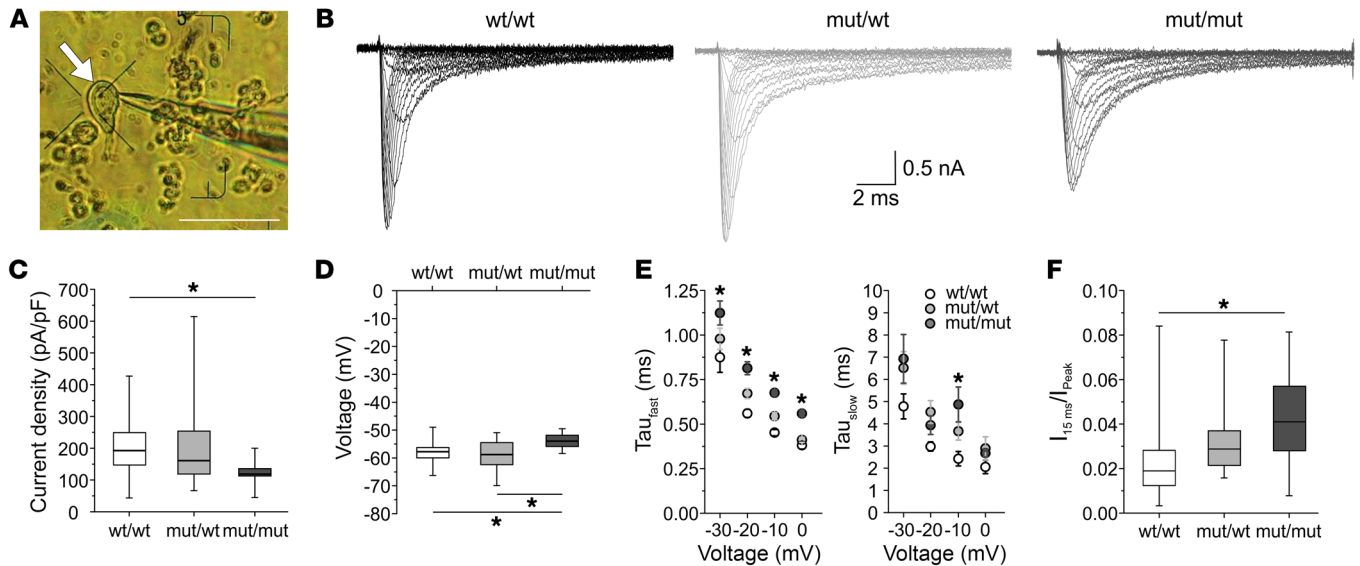 A
5
B
wt/wt
mut/wt
mut/mut
0.5 nA
2 ms
C
Current density (pA/pF)
700
600
500
400
300
200
100
0
*
wt/wt mut/wt mut/mut
D
wt/wt mut/wt mut/mut
Voltage (mV)
0
-10
-20
-30
-40
-50
-60
-70
-80
*
*
E
Tau_fast (ms)
1.25
1.00
0.75
0.50
0.25
0.00
*
*
*
*
-30 -20 -10 0
Voltage (mV)
Tau_slow (ms)
10
9
8
7
6
5
4
3
2
1
0
wt/wt
mut/wt
mut/mut
*
-30 -20 -10 0
Voltage (mV)
F
I_15 ms/I_Peak
0.10
0.08
0.06
0.04
0.02
0.00
*
wt/wt mut/wt mut/mut